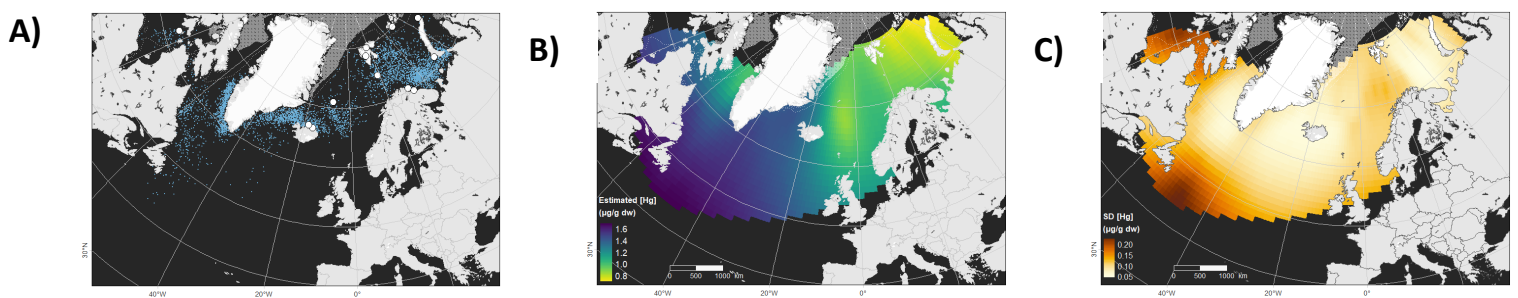 A)
30°N
40°W
20°W
0°
B)
Estimated [Hg]
(µg/g dw)
1.6
1.4
1.2
1.0
0.8
0
500
1000 km
30°N
40°W
20°W
0°
C)
SD [Hg]
(µg/g dw)
0.20
0.15
0.10
0.05
0
500
1000 km
30°N
40°W
20°W
0°